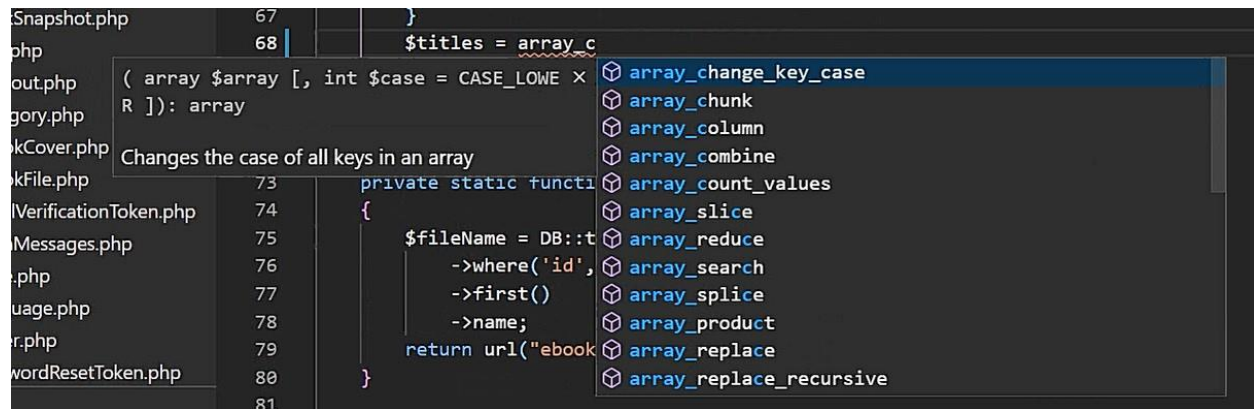 Snapshot.php
php
out.php
gory.php
kCover.php
kFile.php
lVerificationToken.php
Messages.php
.php
uage.php
r.php
wordResetToken.php
67 }
68 $titles = array_c
( array $array [, int $case = CASE_LOWE ×
R ]): array
Changes the case of all keys in an array
array_change_key_case
array_chunk
array_column
array_combine
array_count_values
array_slice
array_reduce
array_search
array_splice
array_product
array_replace
array_replace_recursive
73 private static functi
74 {
75 $fileName = DB::t
76 ->where('id',
77 ->first()
78 ->name;
79 return url("ebook
80 }
81